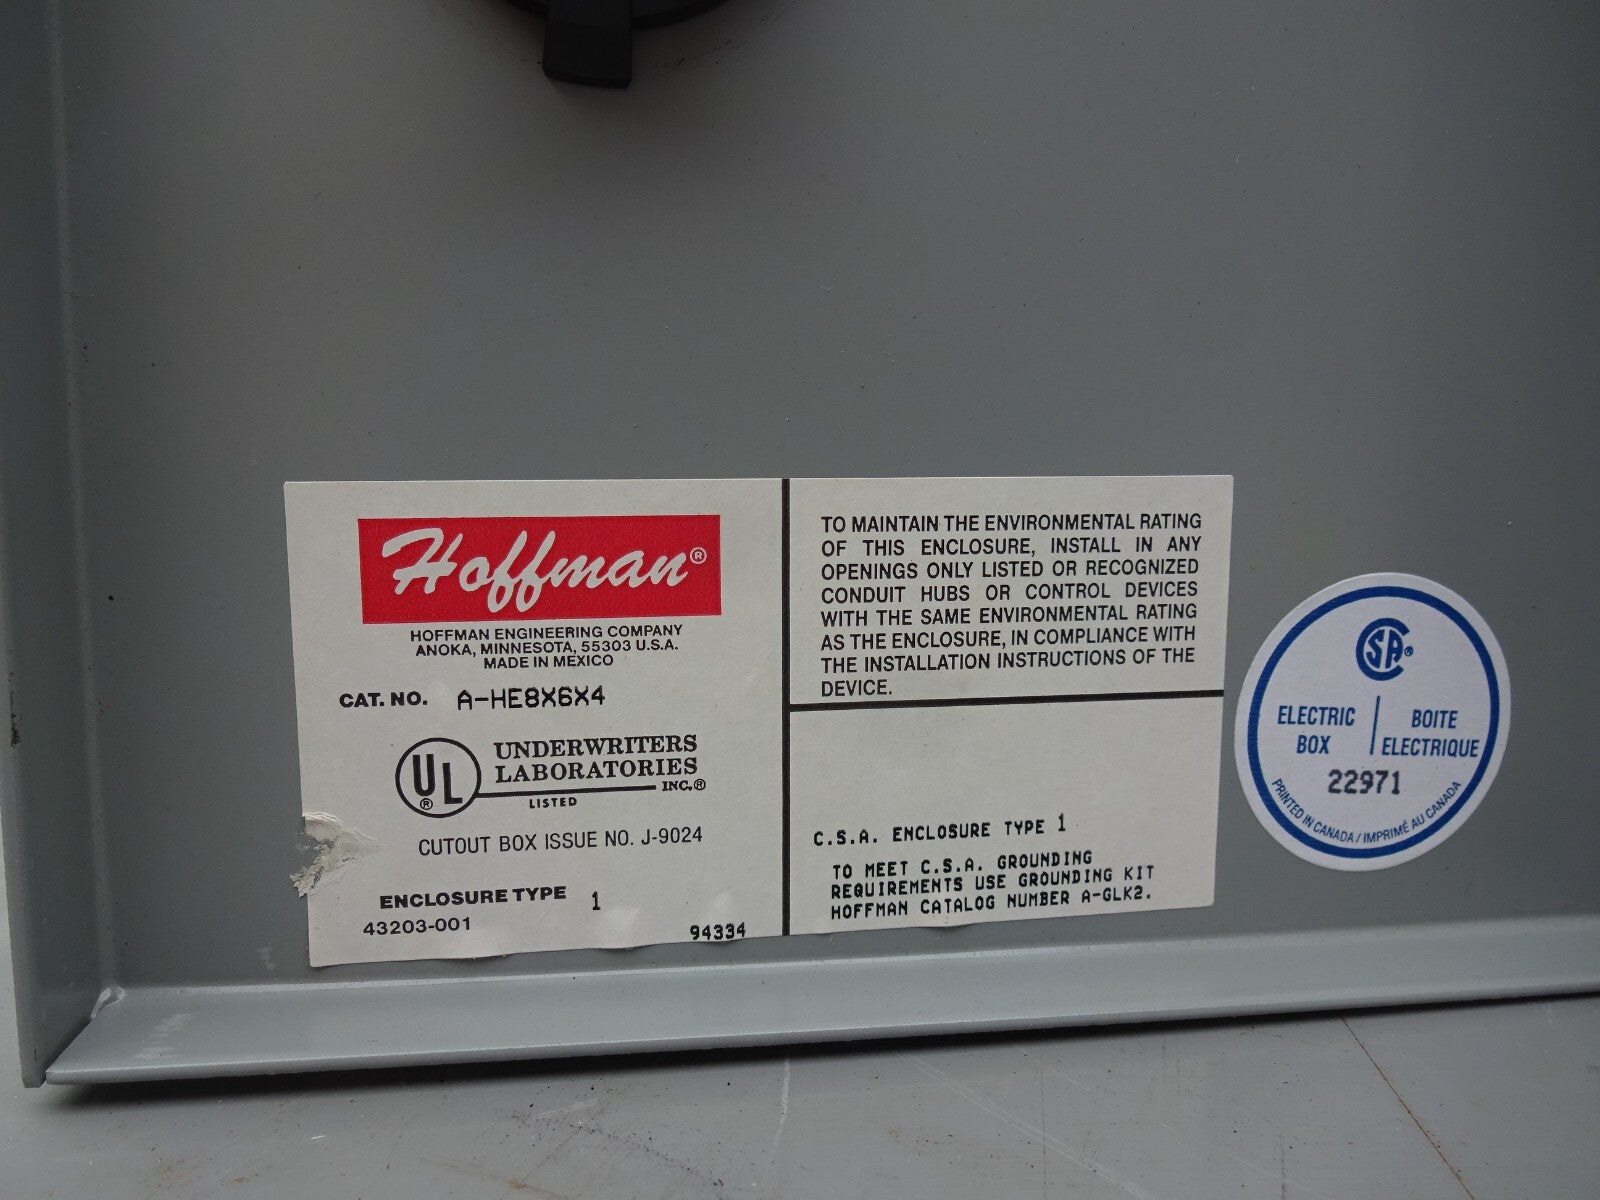 Hoffman®
HOFFMAN ENGINEERING COMPANY
ANOKA, MINNESOTA, 55303 U.S.A.
MADE IN MEXICO
CAT. NO. A-HE8X6X4
UL® UNDERWRITERS
LABORATORIES
INC.®
LISTED
CUTOUT BOX ISSUE NO. J-9024
ENCLOSURE TYPE 1
43203-001 94334
TO MAINTAIN THE ENVIRONMENTAL RATING
OF THIS ENCLOSURE, INSTALL IN ANY
OPENINGS ONLY LISTED OR RECOGNIZED
CONDUIT HUBS OR CONTROL DEVICES
WITH THE SAME ENVIRONMENTAL RATING
AS THE ENCLOSURE, IN COMPLIANCE WITH
THE INSTALLATION INSTRUCTIONS OF THE
DEVICE.
C.S.A. ENCLOSURE TYPE 1
TO MEET C.S.A. GROUNDING
REQUIREMENTS USE GROUNDING KIT
HOFFMAN CATALOG NUMBER A-GLK2.
CSA®
ELECTRIC BOX
BOITE ELECTRIQUE
22971
PRINTED IN CANADA / IMPRIMÉ AU CANADA